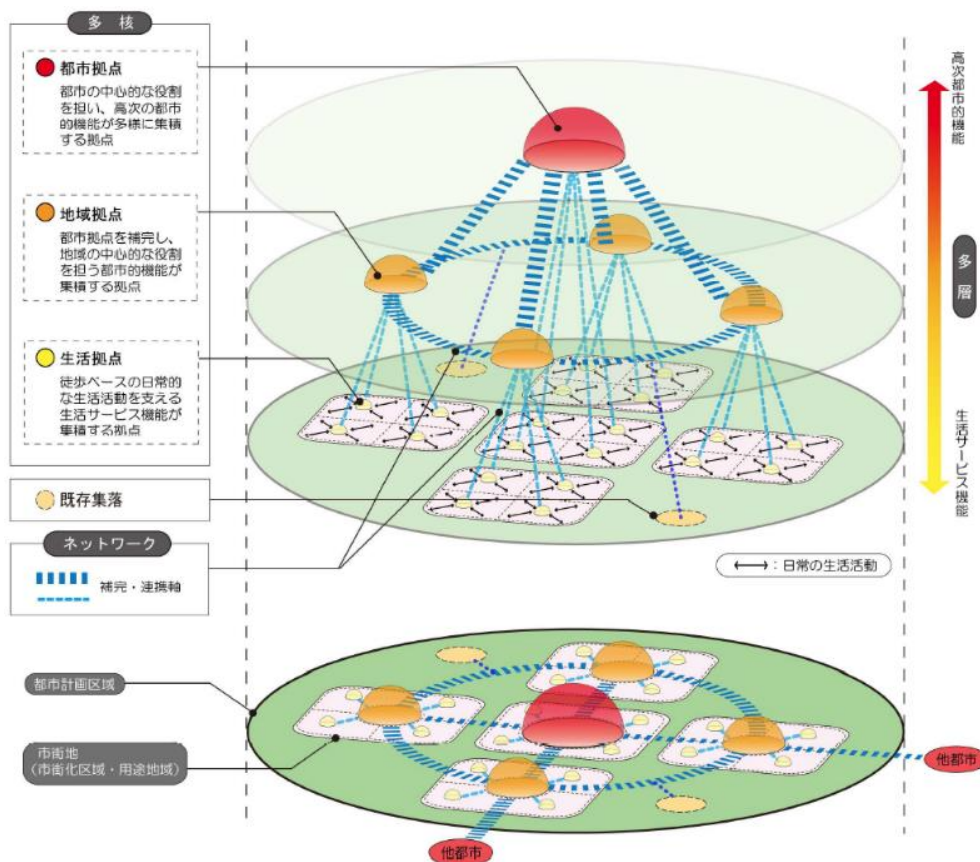 多 核
都市拠点
都市の中心的な役割
を担い、高次の都市
的機能が多様に集積
する拠点
地域拠点
都市拠点を補完し、
地域の中心的な役割
を担う都市的機能が
集積する拠点
生活拠点
徒歩ベースの日常的
な生活活動を支える
生活サービス機能が
集積する拠点
既存集落
ネットワーク
補完・連携軸
高次都市的機能
多層
生活サービス機能
:日常の生活活動
都市計画区域
市街地
(市街化区域・用途地域)
他都市
他都市